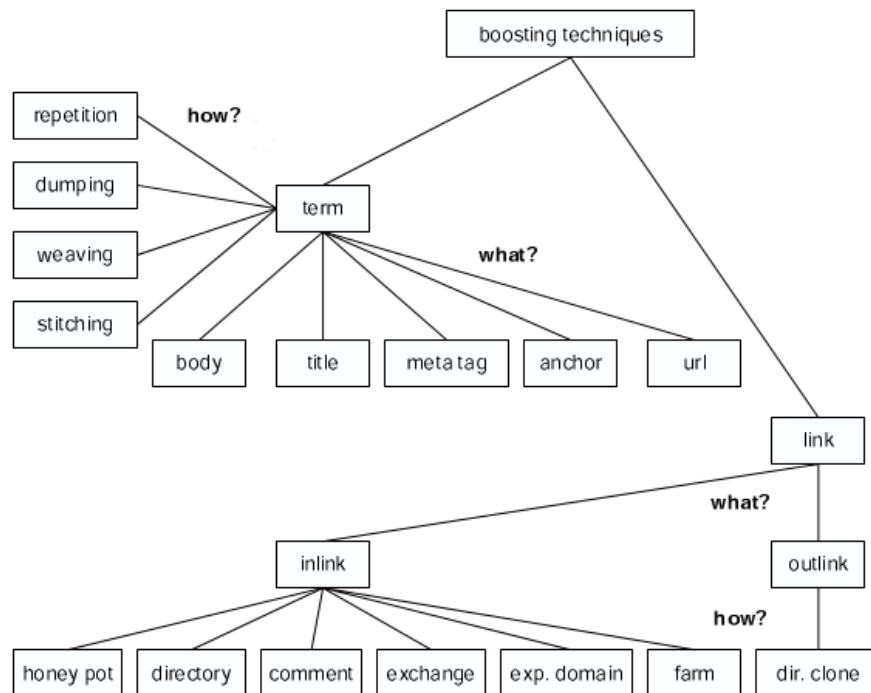 boosting techniques
repetition
how?
dumping
term
weaving
what?
stitching
body
title
meta tag
anchor
url
link
what?
inlink
outlink
how?
honey pot
directory
comment
exchange
exp. domain
farm
dir. clone